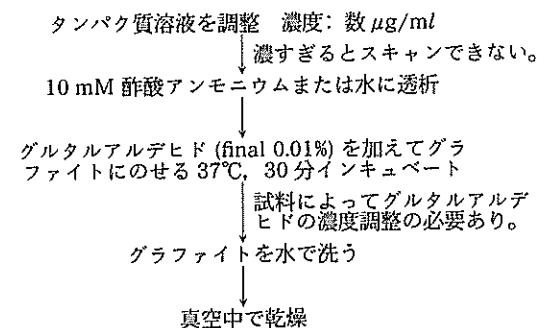 タンパク質溶液を調整　濃度: 数μg/ml
濃すぎるとスキャンできない。
10 mM 酢酸アンモニウムまたは水に透析
グルタルアルデヒド (final 0.01%) を加えてグラ
ファイトにのせる 37℃, 30分インキュベート
試料によってグルタルアルデ
ヒドの濃度調整の必要あり。
グラファイトを水で洗う
真空中で乾燥